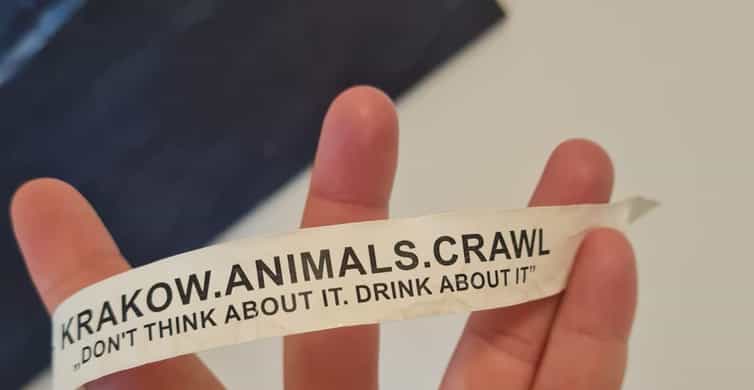 KRAKOW.ANIMALS.CRAWL
„DON'T THINK ABOUT IT. DRINK ABOUT IT”